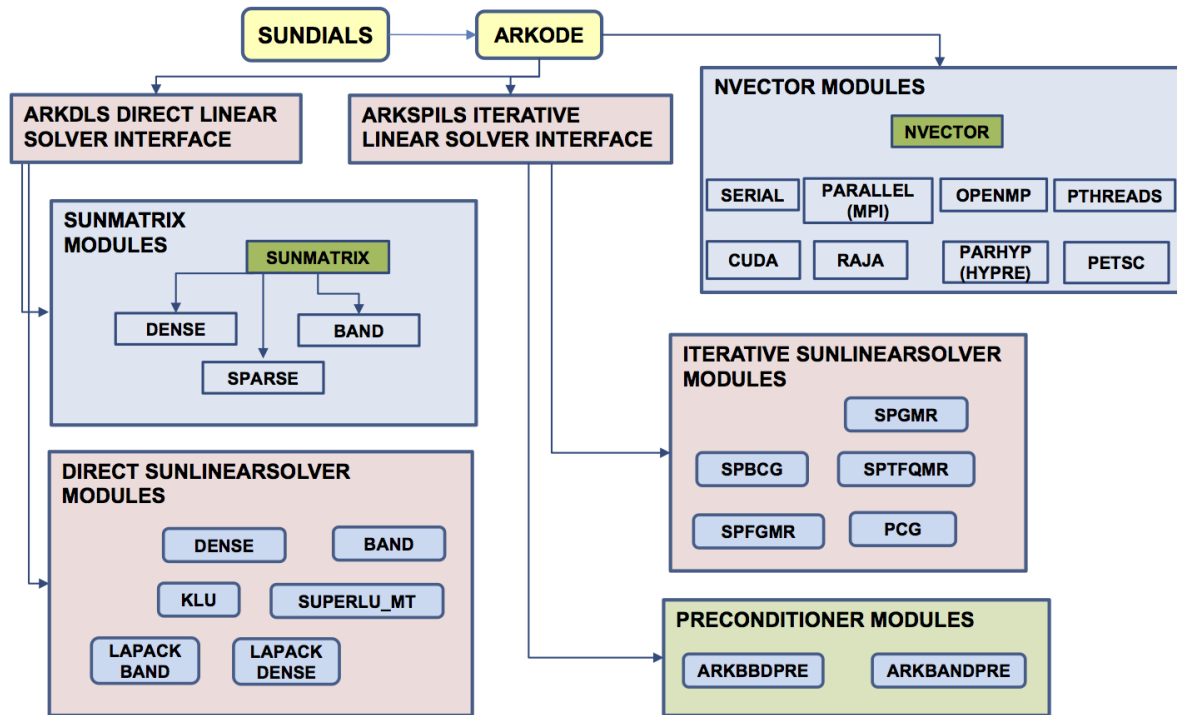 SUNDIALS
ARKODE
ARKDLS DIRECT LINEAR
SOLVER INTERFACE
ARKSPILS ITERATIVE
LINEAR SOLVER INTERFACE
NVECTOR MODULES
NVECTOR
SERIAL
PARALLEL
(MPI)
OPENMP
PTHREADS
CUDA
RAJA
PARHYP
(HYPRE)
PETSC
SUNMATRIX
MODULES
SUNMATRIX
DENSE
BAND
SPARSE
ITERATIVE SUNLINEARSOLVER
MODULES
SPGMR
SPBCG
SPTFQMR
SPFGMR
PCG
DIRECT SUNLINEARSOLVER
MODULES
DENSE
BAND
KLU
SUPERLU_MT
LAPACK
BAND
LAPACK
DENSE
PRECONDITIONER MODULES
ARKBBDPRE
ARKBANDPRE